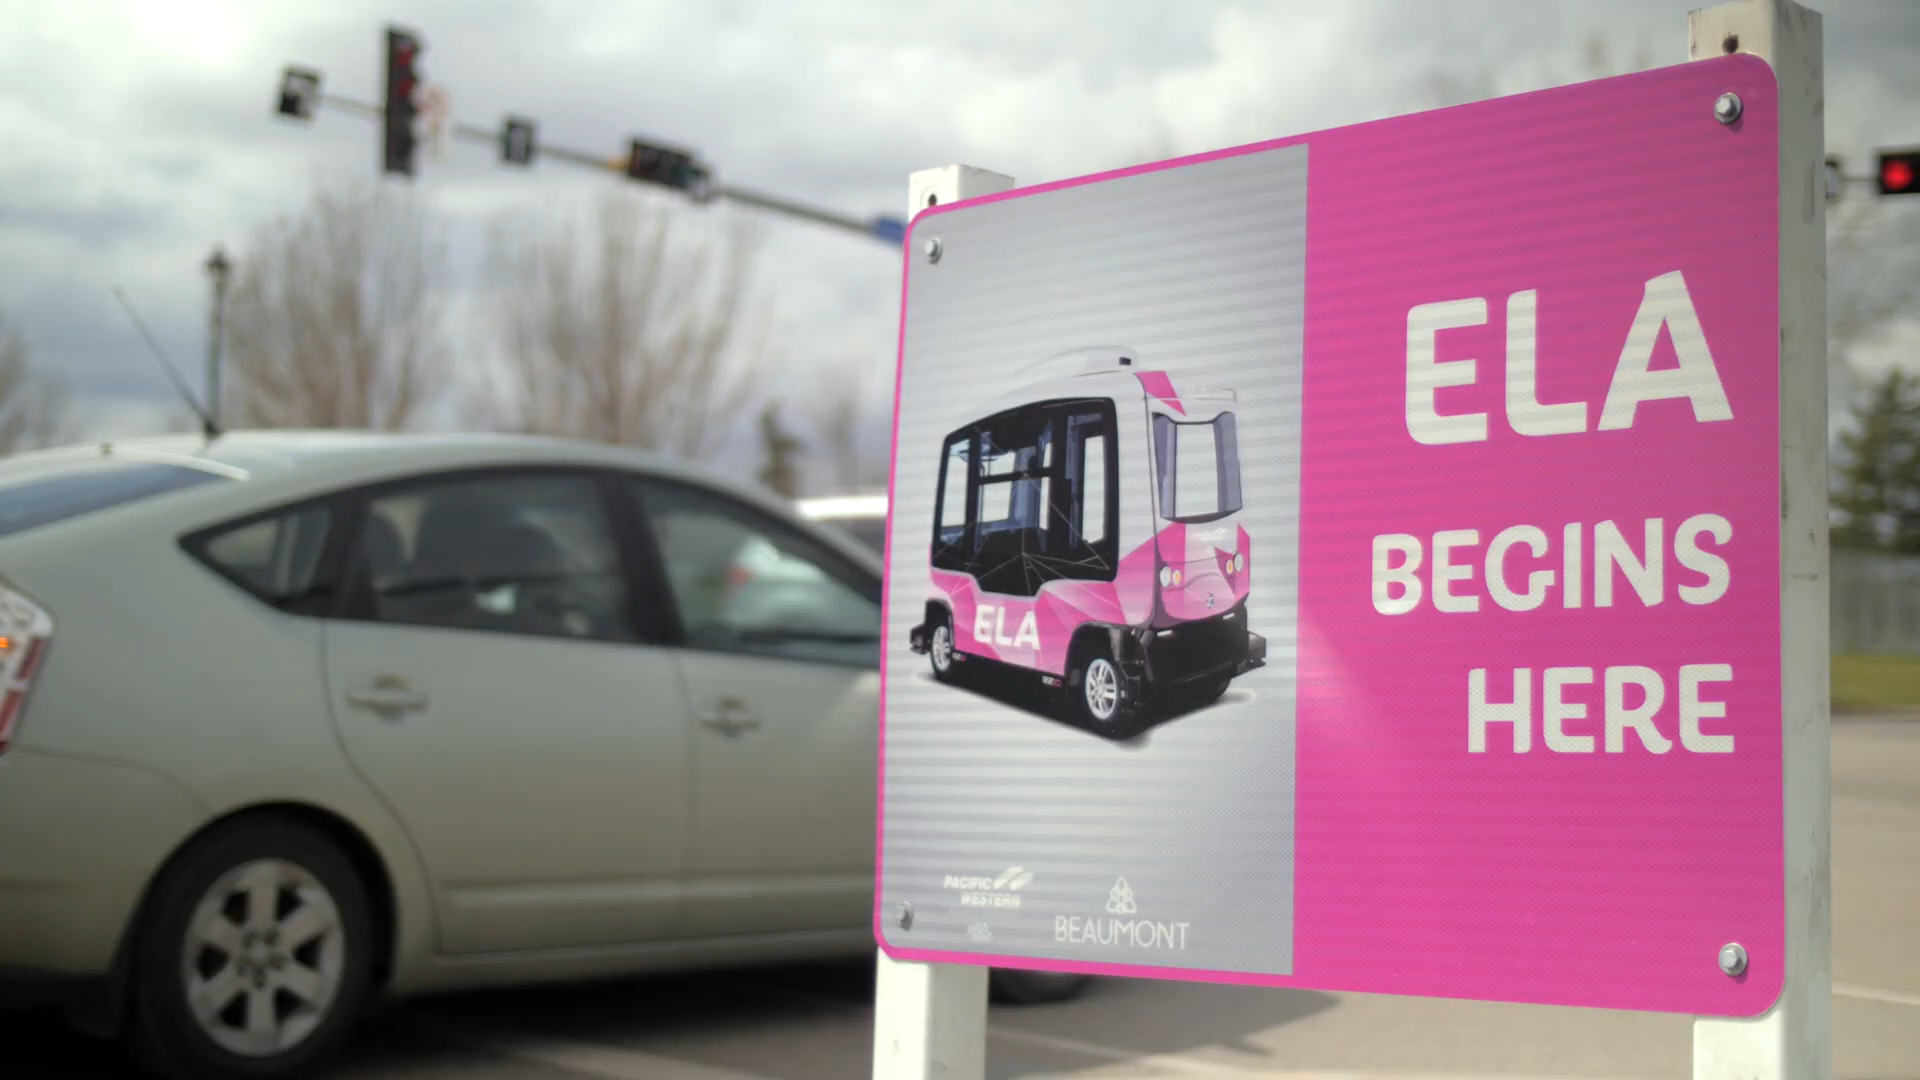 ELA
BEGINS
HERE
ELA
PACIFIC
WESTERN
BEAUMONT